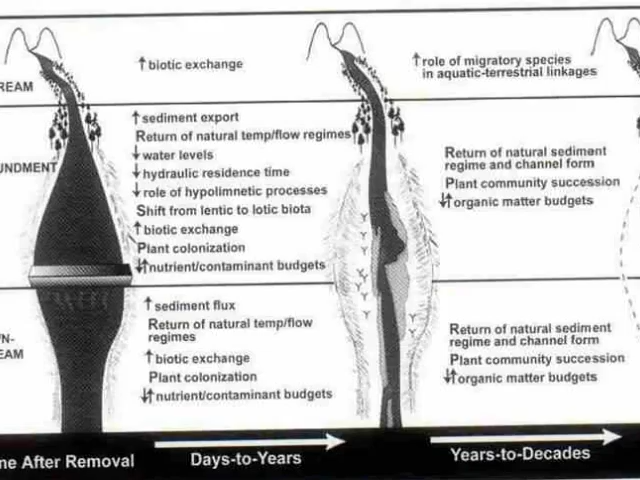 ↑biotic exchange
↑role of migratory species
in aquatic-terrestrial linkages
REAM
↑sediment export
Return of natural temp/flow regimes
↓water levels
↓hydraulic residence time
↓role of hypolimnetic processes
Shift from lentic to lotic biota
↑biotic exchange
Plant colonization
↓↑nutrient/contaminant budgets
UNDMENT
Return of natural sediment
regime and channel form
Plant community succession
↓↑organic matter budgets
↑sediment flux
Return of natural temp/flow
regimes
↑biotic exchange
Plant colonization
↓↑nutrient/contaminant budgets
N-
EAM
Return of natural sediment
regime and channel form
Plant community succession
↓↑organic matter budgets
ne After Removal
Days-to-Years
Years-to-Decades